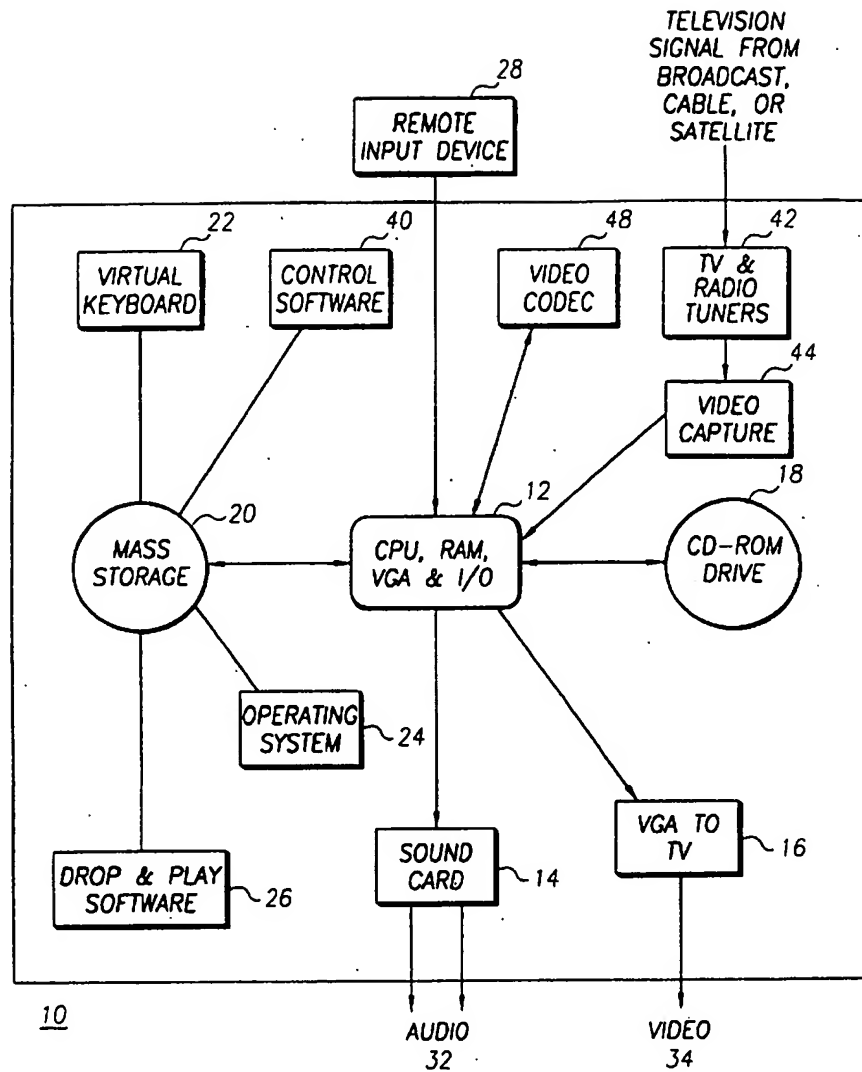 TELEVISION
SIGNAL FROM
BROADCAST,
CABLE, OR
SATELLITE
28
REMOTE
INPUT DEVICE
22
VIRTUAL
KEYBOARD
40
CONTROL
SOFTWARE
48
VIDEO
CODEC
42
TV &
RADIO
TUNERS
44
VIDEO
CAPTURE
20
MASS
STORAGE
12
CPU, RAM,
VGA & I/O
18
CD-ROM
DRIVE
OPERATING
SYSTEM
24
DROP & PLAY
SOFTWARE
26
SOUND
CARD
14
VGA TO
TV
16
10
AUDIO
32
VIDEO
34